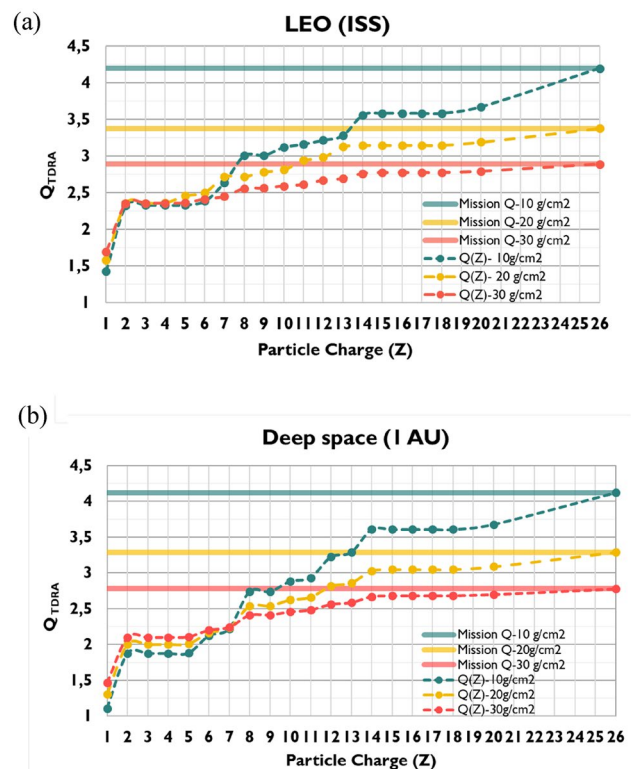 (a)
LEO (ISS)
4,5
4
3,5
3
2,5
2
1,5
1
Q TDRA
Mission Q-10 g/cm2
Mission Q-20 g/cm2
Mission Q-30 g/cm2
Q(Z)- 10g/cm2
Q(Z)- 20 g/cm2
Q(Z)-30 g/cm2
1 2 3 4 5 6 7 8 9 10 11 12 13 14 15 16 17 18 19 20 21 22 23 24 25 26
Particle Charge (Z)
(b)
Deep space (1 AU)
4,5
4
3,5
3
2,5
2
1,5
1
Q TDRA
Mission Q-10 g/cm2
Mission Q-20g/cm2
Mission Q-30 g/cm2
Q(Z)-10g/cm2
Q(Z)-20g/cm2
Q(Z)-30g/cm2
1 2 3 4 5 6 7 8 9 10 11 12 13 14 15 16 17 18 19 20 21 22 23 24 25 26
Particle Charge (Z)